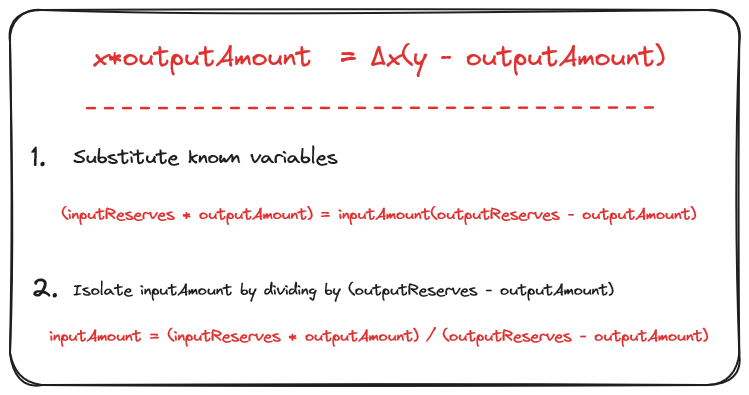 x*outputAmount = Δx(y - outputAmount)
1. Substitute known variables
(inputReserves * outputAmount) = inputAmount(outputReserves - outputAmount)
2. Isolate inputAmount by dividing by (outputReserves - outputAmount)
inputAmount = (inputReserves * outputAmount) / (outputReserves - outputAmount)